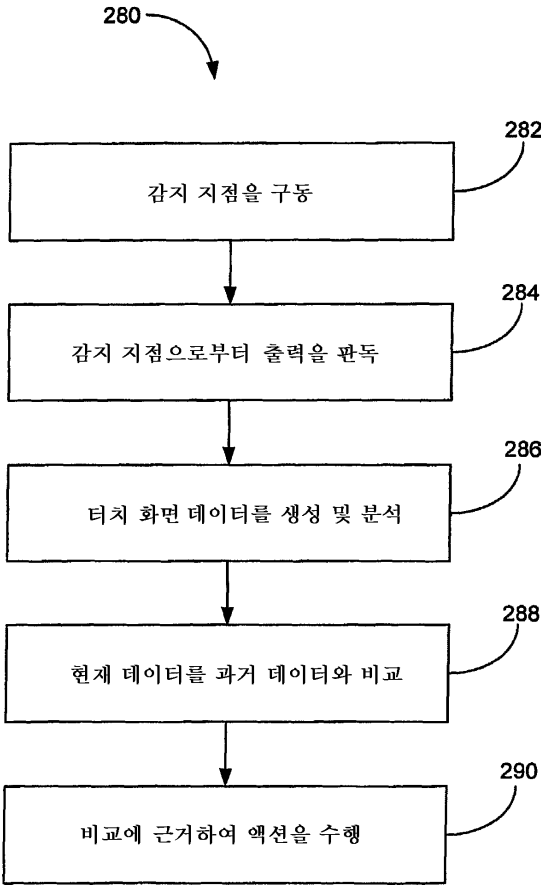 280
282
감지 지점을 구동
284
감지 지점으로부터 출력을 판독
286
터치 화면 데이터를 생성 및 분석
288
현재 데이터를 과거 데이터와 비교
290
비교에 근거하여 액션을 수행